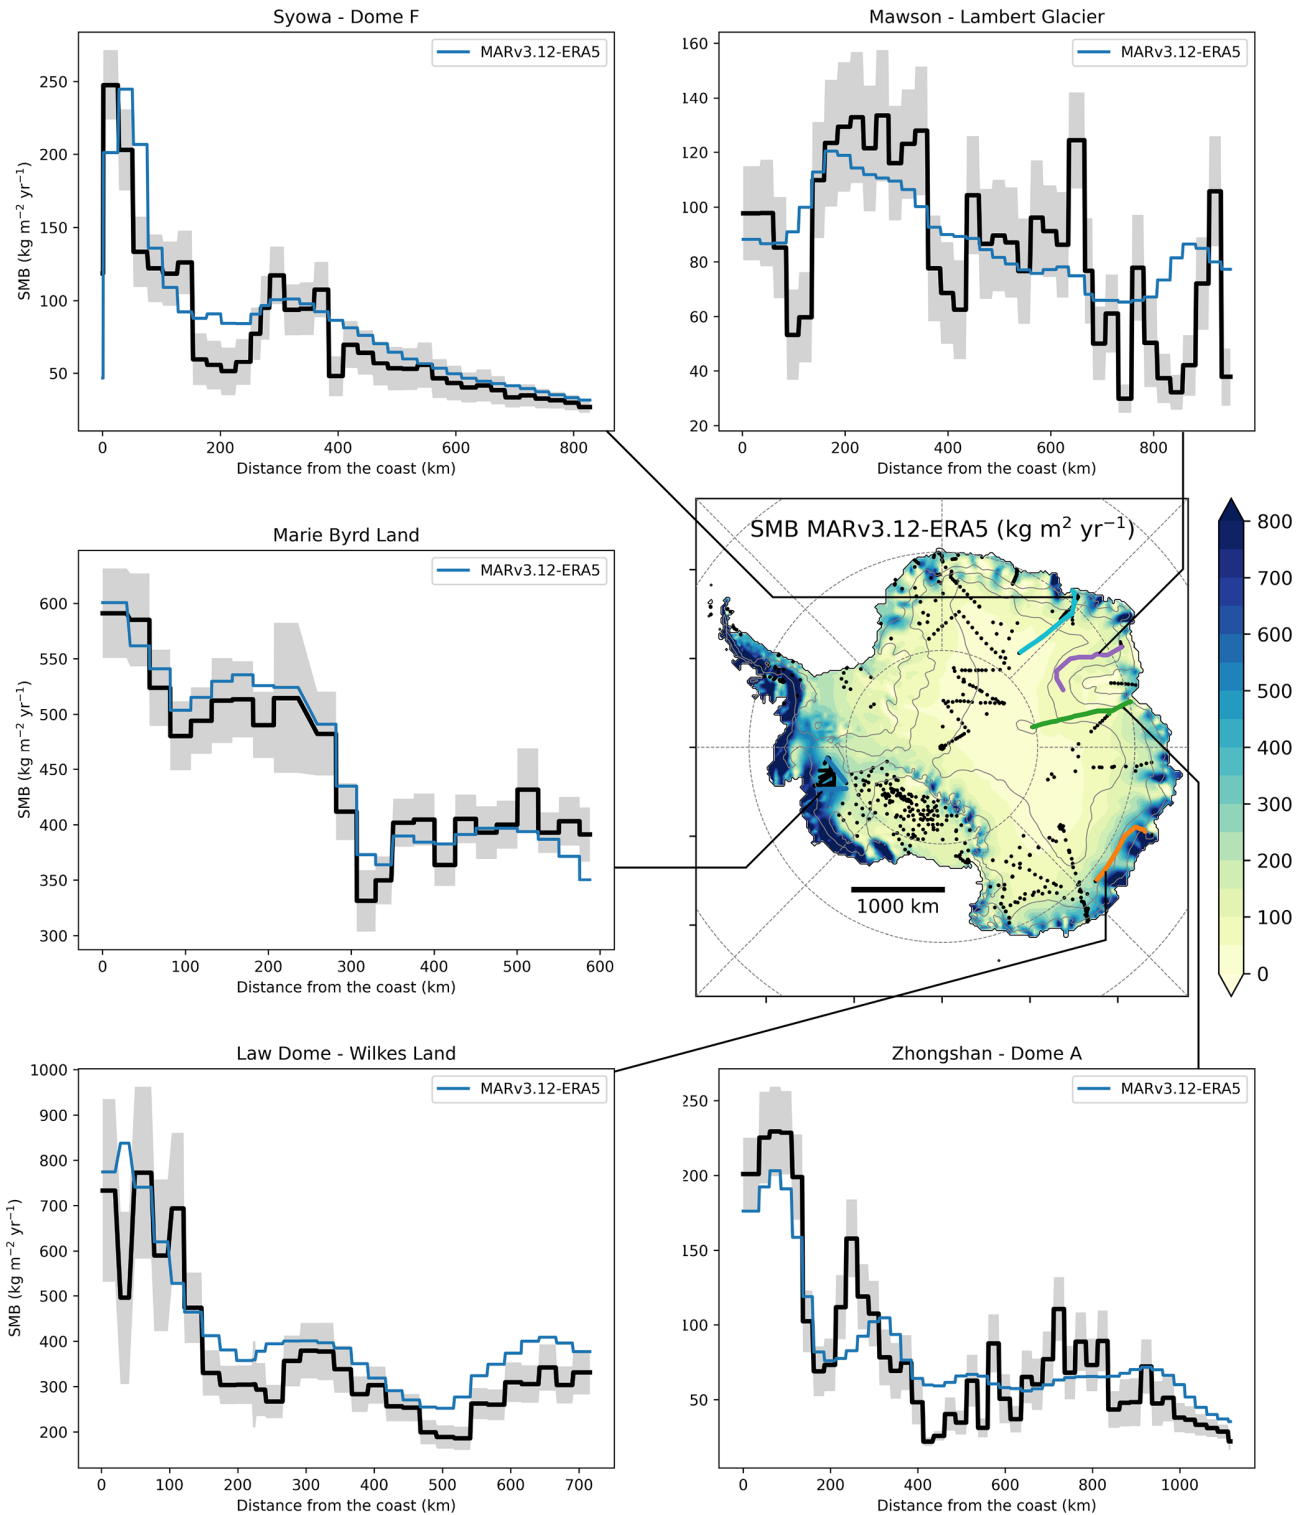 Syowa - Dome F
MARv3.12-ERA5
250
200
150
100
50
SMB (kg m−2 yr−1)
0 200 400 600 800
Distance from the coast (km)
Mawson - Lambert Glacier
MARv3.12-ERA5
160
140
120
100
80
60
40
20
0 200 400 600 800
Distance from the coast (km)
Marie Byrd Land
MARv3.12-ERA5
600
550
500
450
400
350
300
SMB (kg m−2 yr−1)
0 100 200 300 400 500 600
Distance from the coast (km)
SMB MARv3.12-ERA5 (kg m2 yr−1)
1000 km
800
700
600
500
400
300
200
100
0
Law Dome - Wilkes Land
MARv3.12-ERA5
1000
900
800
700
600
500
400
300
200
SMB (kg m−2 yr−1)
0 100 200 300 400 500 600 700
Distance from the coast (km)
Zhongshan - Dome A
MARv3.12-ERA5
250
200
150
100
50
0 200 400 600 800 1000
Distance from the coast (km)